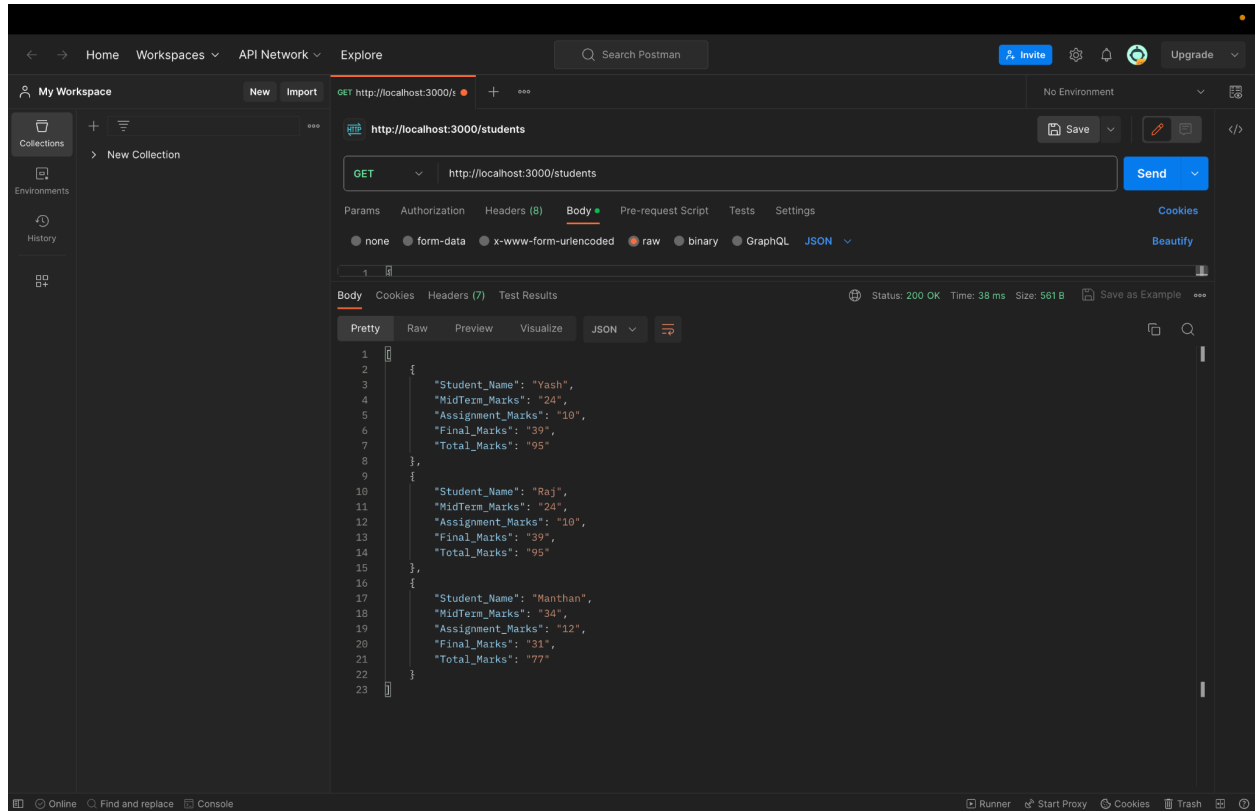 Home Workspaces API Network Explore Search Postman Invite Upgrade
My Workspace New Import GET http://localhost:3000/s No Environment
Collections
New Collection
Environments
History
HTTP http://localhost:3000/students Save
GET http://localhost:3000/students Send
Params Authorization Headers (8) Body Pre-request Script Tests Settings Cookies
none form-data x-www-form-urlencoded raw binary GraphQL JSON Beautify
1 {
Body Cookies Headers (7) Test Results Status: 200 OK Time: 38 ms Size: 561 B Save as Example
Pretty Raw Preview Visualize JSON
1 [
2 {
3 "Student_Name": "Yash",
4 "MidTerm_Marks": "24",
5 "Assignment_Marks": "10",
6 "Final_Marks": "39",
7 "Total_Marks": "95"
8 },
9 {
10 "Student_Name": "Raj",
11 "MidTerm_Marks": "24",
12 "Assignment_Marks": "10",
13 "Final_Marks": "39",
14 "Total_Marks": "95"
15 },
16 {
17 "Student_Name": "Manthan",
18 "MidTerm_Marks": "34",
19 "Assignment_Marks": "12",
20 "Final_Marks": "31",
21 "Total_Marks": "77"
22 }
23 ]
Online Find and replace Console Runner Start Proxy Cookies Trash